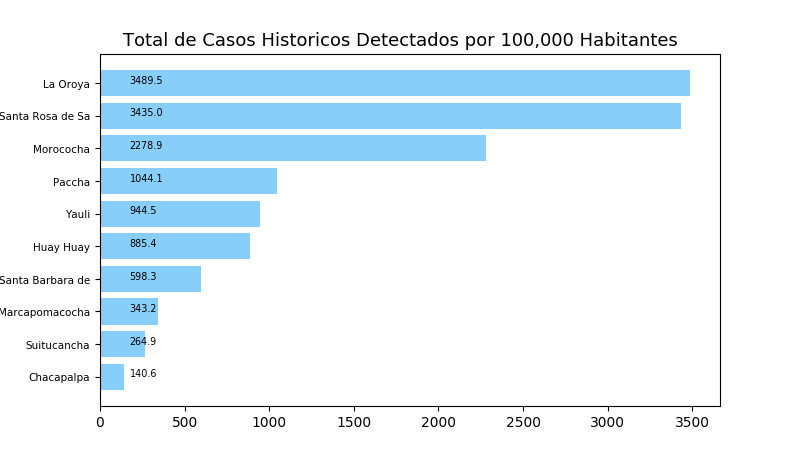 Total de Casos Historicos Detectados por 100,000 Habitantes
La Oroya 3489.5
Santa Rosa de Sa 3435.0
Morococha 2278.9
Paccha 1044.1
Yauli 944.5
Huay Huay 885.4
Santa Barbara de 598.3
Marcapomacocha 343.2
Suitucancha 264.9
Chacapalpa 140.6
0 500 1000 1500 2000 2500 3000 3500